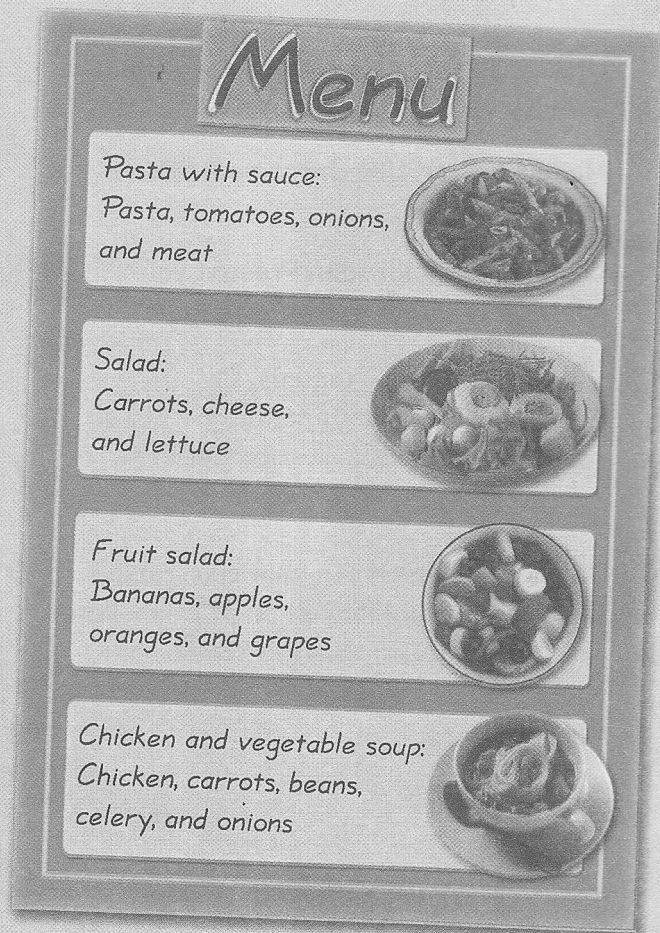 Menu
Pasta with sauce:
Pasta, tomatoes, onions,
and meat
Salad:
Carrots, cheese,
and lettuce
Fruit salad:
Bananas, apples,
oranges, and grapes
Chicken and vegetable soup:
Chicken, carrots, beans,
celery, and onions